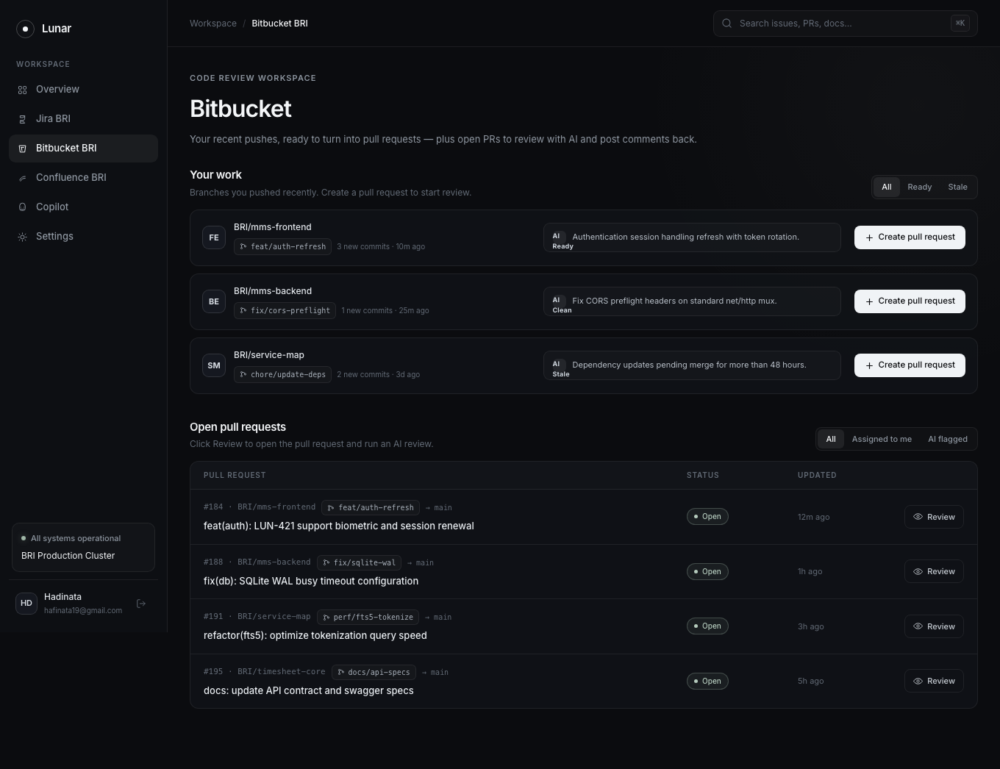 Lunar
Workspace / Bitbucket BRI
Search issues, PRs, docs...
⌘K
WORKSPACE
Overview
Jira BRI
Bitbucket BRI
Confluence BRI
Copilot
Settings
CODE REVIEW WORKSPACE
Bitbucket
Your recent pushes, ready to turn into pull requests — plus open PRs to review with AI and post comments back.
Your work
Branches you pushed recently. Create a pull request to start review.
All Ready Stale
FE
BRI/mms-frontend
feat/auth-refresh 3 new commits · 10m ago
AI Ready
Authentication session handling refresh with token rotation.
+ Create pull request
BE
BRI/mms-backend
fix/cors-preflight 1 new commits · 25m ago
AI Clean
Fix CORS preflight headers on standard net/http mux.
+ Create pull request
SM
BRI/service-map
chore/update-deps 2 new commits · 3d ago
AI Stale
Dependency updates pending merge for more than 48 hours.
+ Create pull request
Open pull requests
Click Review to open the pull request and run an AI review.
All Assigned to me AI flagged
PULL REQUEST STATUS UPDATED
#184 · BRI/mms-frontend feat/auth-refresh → main
feat(auth): LUN-421 support biometric and session renewal
Open 12m ago Review
#188 · BRI/mms-backend fix/sqlite-wal → main
fix(db): SQLite WAL busy timeout configuration
Open 1h ago Review
#191 · BRI/service-map perf/fts5-tokenize → main
refactor(fts5): optimize tokenization query speed
Open 3h ago Review
#195 · BRI/timesheet-core docs/api-specs → main
docs: update API contract and swagger specs
Open 5h ago Review
All systems operational
BRI Production Cluster
HD
Hadinata
hafinata19@gmail.com